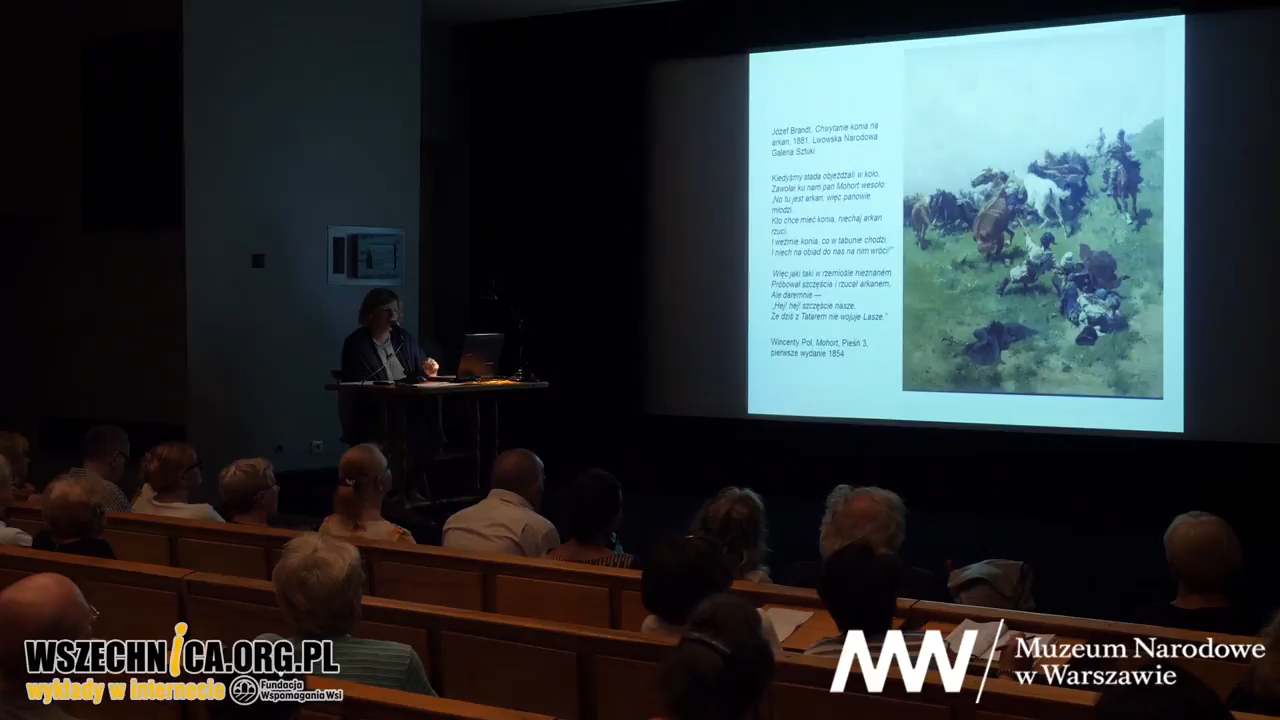 Józef Brandt, Chwytanie konia na
arkan, 1881, Lwowska Narodowa
Galeria Sztuki
Kiedyśmy stada objeżdżali w koło,
Zawołał ku nam pan Mohort wesoło:
„No tu jest arkan, więc panowie
młodzi,
Kto chce mieć konia, niechaj arkan
rzuci,
I weźmie konia, co w tabunie chodzi,
I niech na obiad do nas na nim wróci!”
Więc jaki taki w rzemiośle nieznanem
Próbował szczęścia i rzucał arkanem,
Ale daremnie —
„Hej! hej! szczęście nasze,
Że dziś z Tatarem nie wojuje Lasze.”
Wincenty Pol, Mohort, Pieśń 3,
pierwsze wydanie 1854
WSZECHNICA.ORG.PL
wykłady w Internecie
Fundacja
Wspomagania Wsi
Muzeum Narodowe
w Warszawie